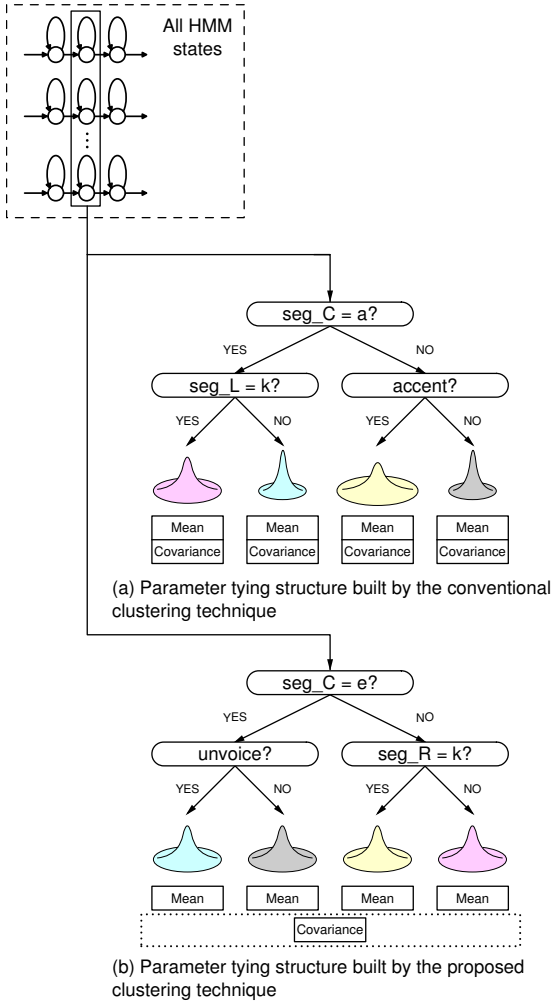 All HMM
states
seg_C = a?
YES
NO
seg_L = k?
accent?
YES
NO
YES
NO
Mean
Mean
Mean
Mean
Covariance
Covariance
Covariance
Covariance
(a) Parameter tying structure built by the conventional
clustering technique
seg_C = e?
YES
NO
unvoice?
seg_R = k?
YES
NO
YES
NO
Mean
Mean
Mean
Mean
Covariance
(b) Parameter tying structure built by the proposed
clustering technique